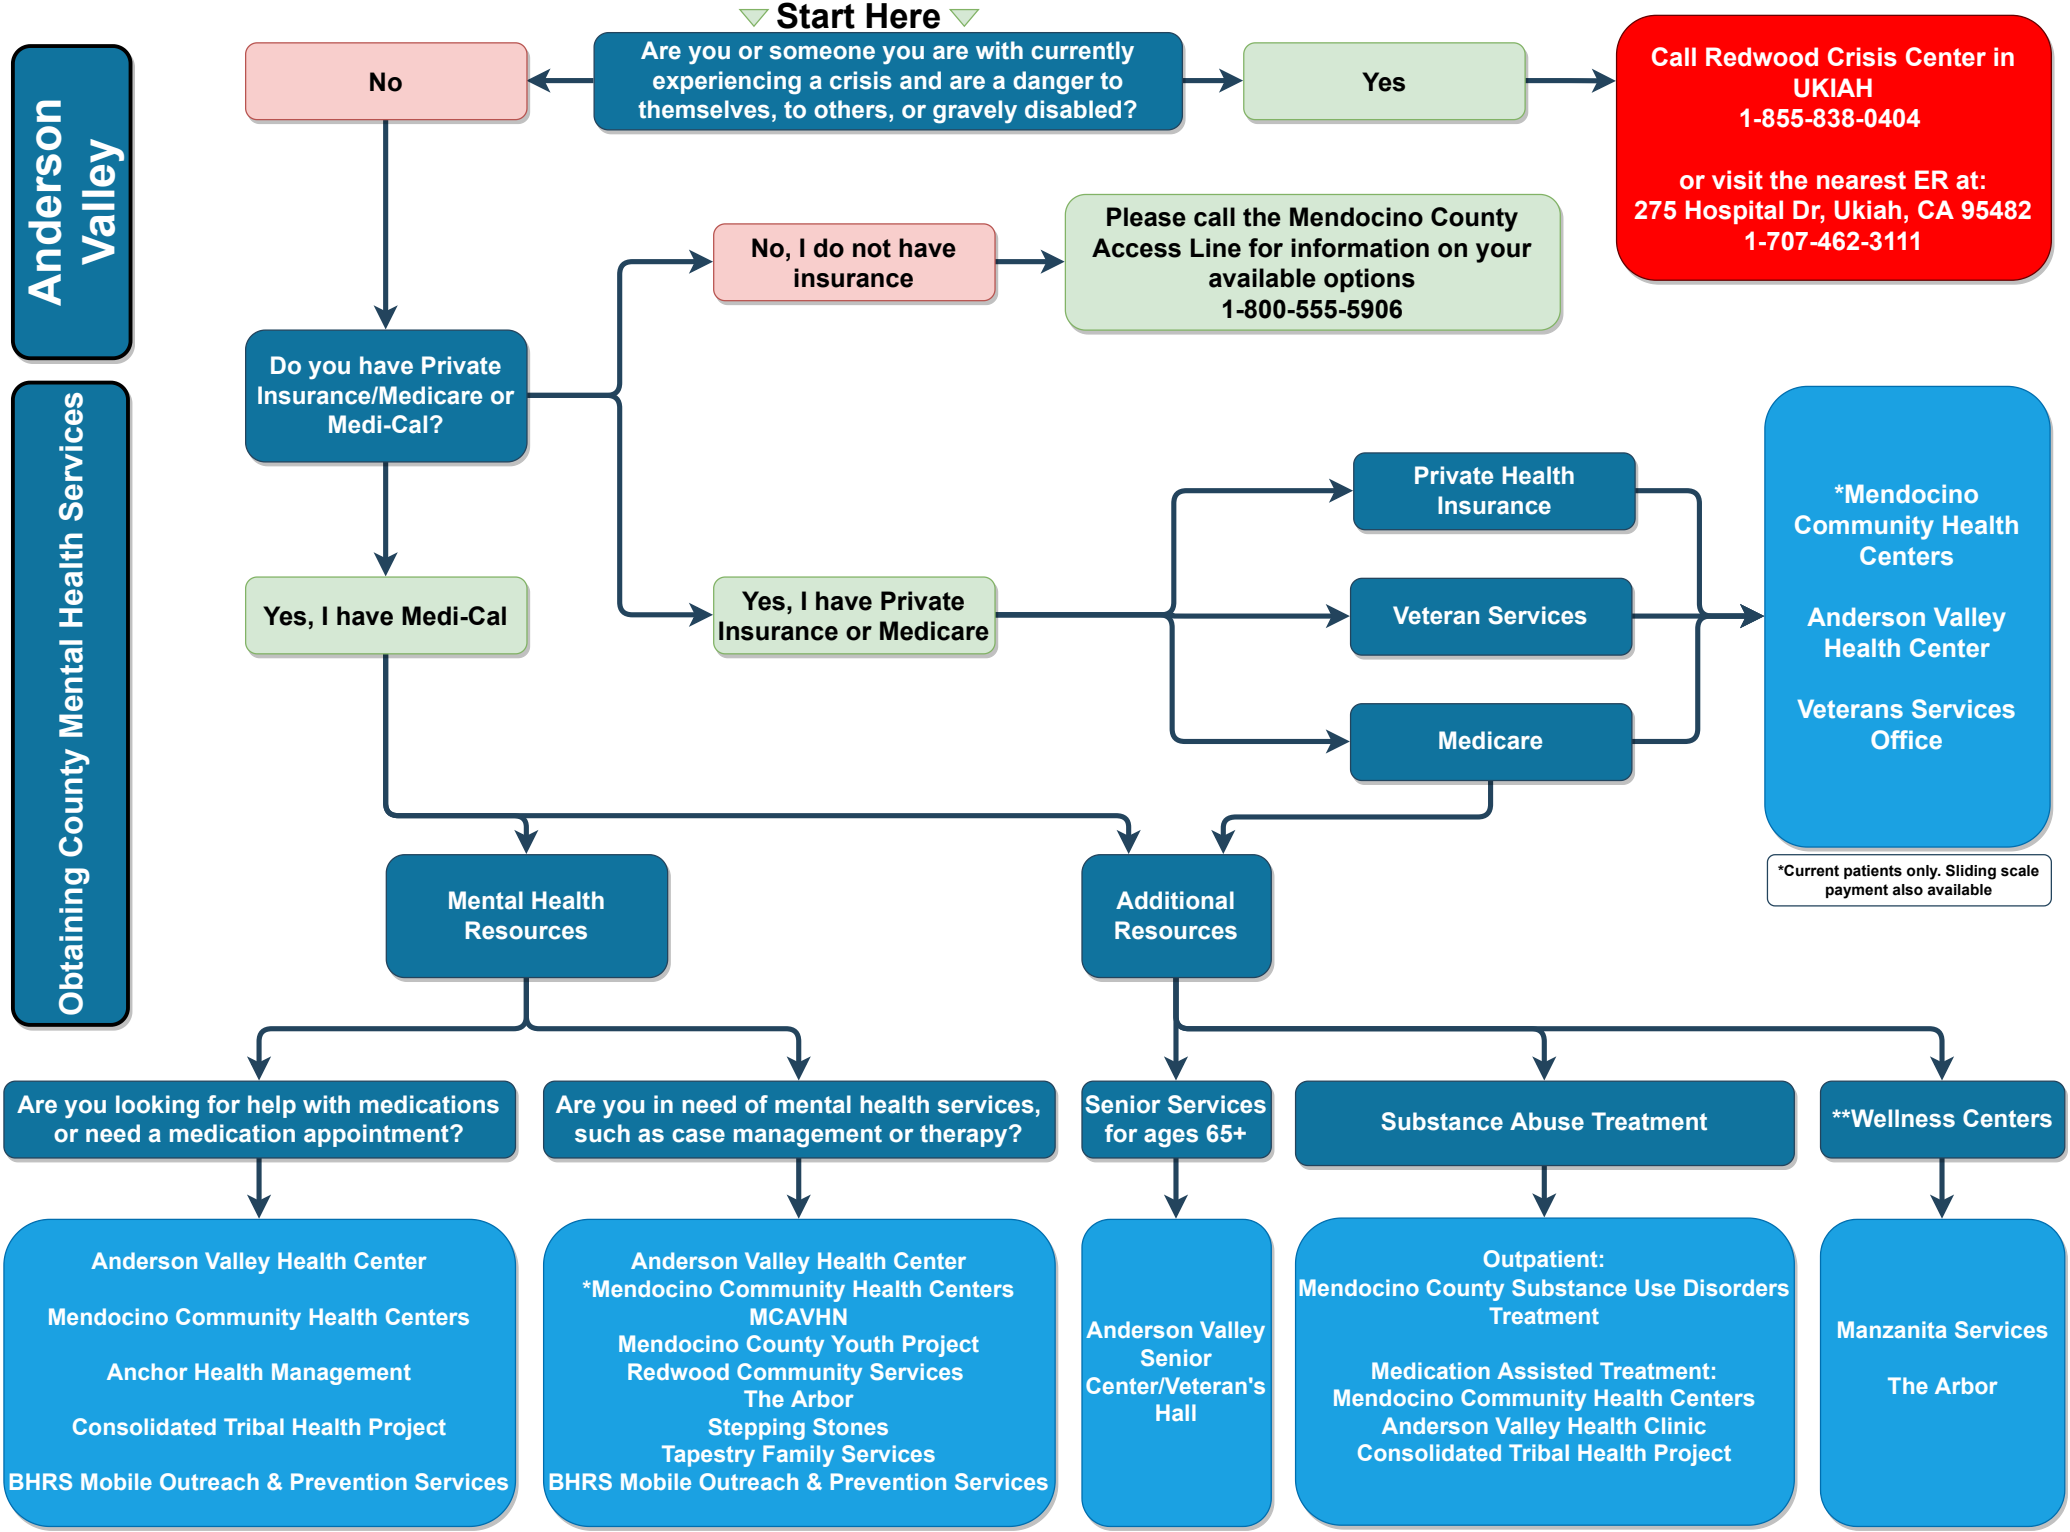 Start Here
Anderson
Valley
Obtaining County Mental Health Services
Are you or someone you are with currently
experiencing a crisis and are a danger to
themselves, to others, or gravely disabled?
No
Yes
Call Redwood Crisis Center in
UKIAH
1-855-838-0404
or visit the nearest ER at:
275 Hospital Dr, Ukiah, CA 95482
1-707-462-3111
No, I do not have
insurance
Please call the Mendocino County
Access Line for information on your
available options
1-800-555-5906
Do you have Private
Insurance/Medicare or
Medi-Cal?
Yes, I have Medi-Cal
Yes, I have Private
Insurance or Medicare
Private Health
Insurance
Veteran Services
Medicare
*Mendocino
Community Health
Centers
Anderson Valley
Health Center
Veterans Services
Office
*Current patients only. Sliding scale
payment also available
Mental Health
Resources
Additional
Resources
Are you looking for help with medications
or need a medication appointment?
Are you in need of mental health services,
such as case management or therapy?
Senior Services
for ages 65+
Substance Abuse Treatment
**Wellness Centers
Anderson Valley Health Center
Mendocino Community Health Centers
Anchor Health Management
Consolidated Tribal Health Project
BHRS Mobile Outreach & Prevention Services
Anderson Valley Health Center
*Mendocino Community Health Centers
MCAVHN
Mendocino County Youth Project
Redwood Community Services
The Arbor
Stepping Stones
Tapestry Family Services
BHRS Mobile Outreach & Prevention Services
Anderson Valley
Senior
Center/Veteran's
Hall
Outpatient:
Mendocino County Substance Use Disorders
Treatment
Medication Assisted Treatment:
Mendocino Community Health Centers
Anderson Valley Health Clinic
Consolidated Tribal Health Project
Manzanita Services
The Arbor